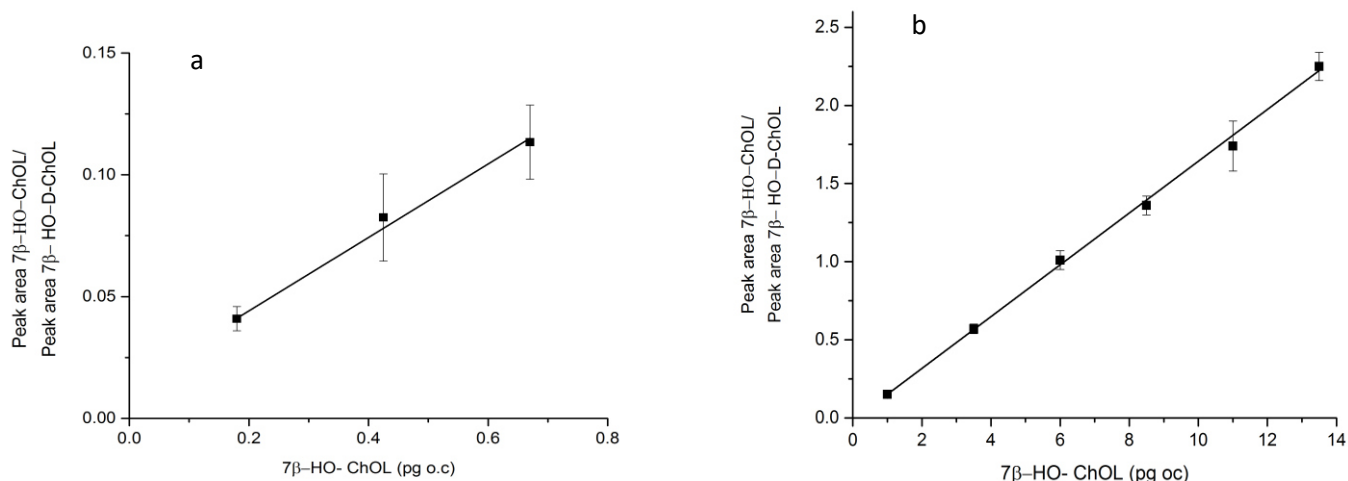 a
0.15
0.10
0.05
0.00
0.0 0.2 0.4 0.6 0.8
Peak area 7β–HO–ChOL/
Peak area 7β– HO–D-ChOL
7β–HO- ChOL (pg o.c)
b
2.5
2.0
1.5
1.0
0.5
0.0
0 2 4 6 8 10 12 14
Peak area 7β–HO–ChOL/
Peak area 7β– HO–D-ChOL
7β–HO- ChOL (pg oc)